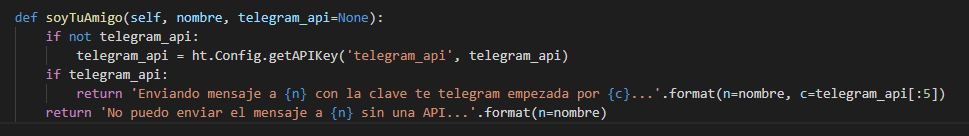 def soyTuAmigo(self, nombre, telegram_api=None):
    if not telegram_api:
        telegram_api = ht.Config.getAPIKey('telegram_api', telegram_api)
    if telegram_api:
        return 'Enviando mensaje a {n} con la clave te telegram empezada por {c}...'.format(n=nombre, c=telegram_api[:5])
    return 'No puedo enviar el mensaje a {n} sin una API...'.format(n=nombre)